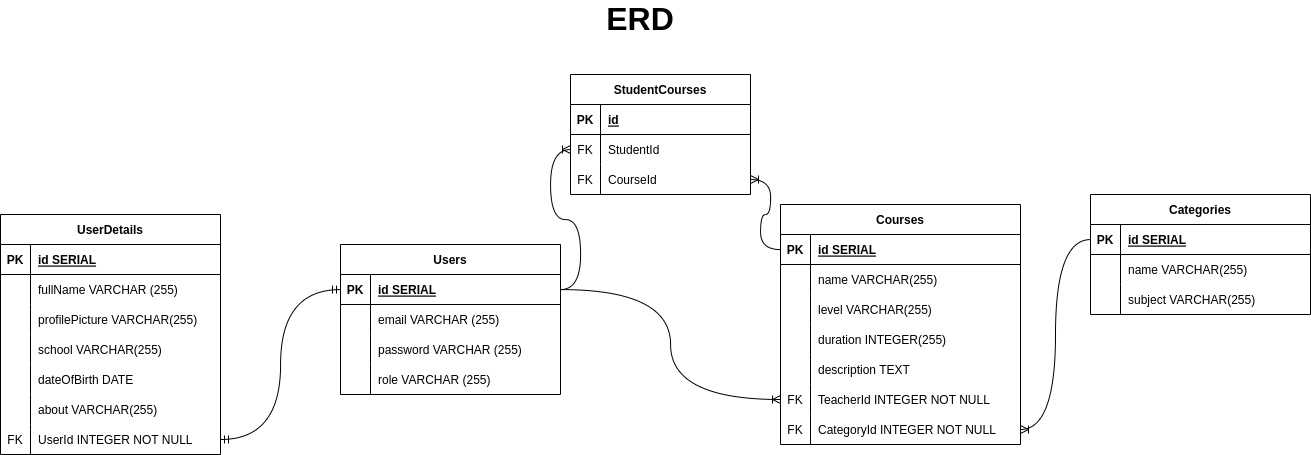 ERD
StudentCourses
PK id
FK StudentId
FK CourseId
UserDetails
PK id SERIAL
fullName VARCHAR (255)
profilePicture VARCHAR(255)
school VARCHAR(255)
dateOfBirth DATE
about VARCHAR(255)
FK UserId INTEGER NOT NULL
Users
PK id SERIAL
email VARCHAR (255)
password VARCHAR (255)
role VARCHAR (255)
Courses
PK id SERIAL
name VARCHAR(255)
level VARCHAR(255)
duration INTEGER(255)
description TEXT
FK TeacherId INTEGER NOT NULL
FK CategoryId INTEGER NOT NULL
Categories
PK id SERIAL
name VARCHAR(255)
subject VARCHAR(255)